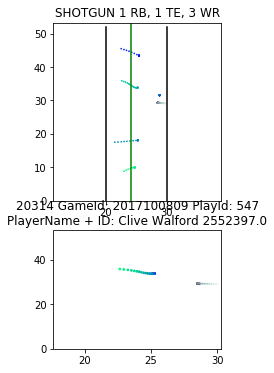 SHOTGUN 1 RB, 1 TE, 3 WR
50
40
30
20
10
0
20 30
20314 GameId: 2017100809 PlayId: 547
PlayerName + ID: Clive Walford 2552397.0
40
20
0
20 25 30